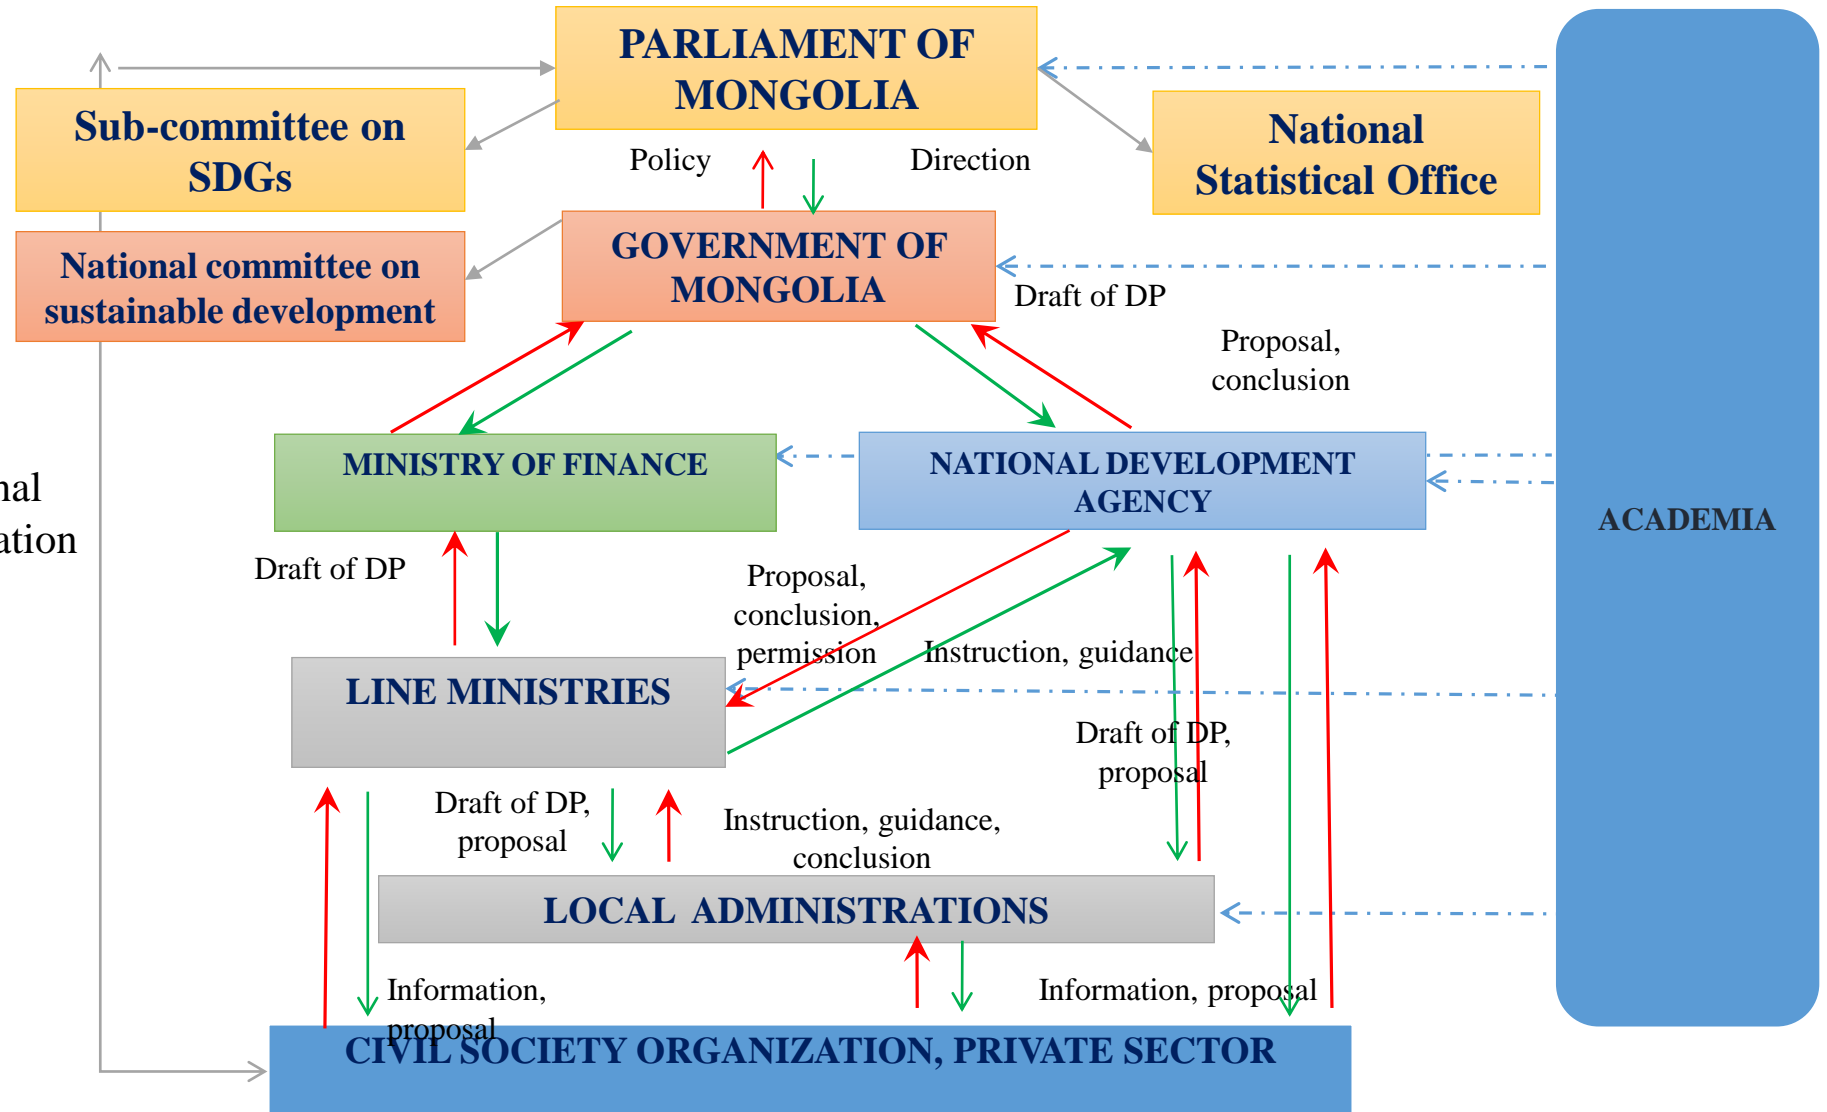 PARLIAMENT OF
MONGOLIA
Sub-committee on
SDGs
National
Statistical Office
Policy
Direction
GOVERNMENT OF
MONGOLIA
National committee on
sustainable development
Draft of DP
Proposal,
conclusion
MINISTRY OF FINANCE
NATIONAL DEVELOPMENT
AGENCY
ACADEMIA
Draft of DP
Proposal,
conclusion,
permission
Instruction, guidance
LINE MINISTRIES
Draft of DP,
proposal
Draft of DP,
proposal
Instruction, guidance,
conclusion
LOCAL ADMINISTRATIONS
Information,
proposal
Information, proposal
CIVIL SOCIETY ORGANIZATION, PRIVATE SECTOR